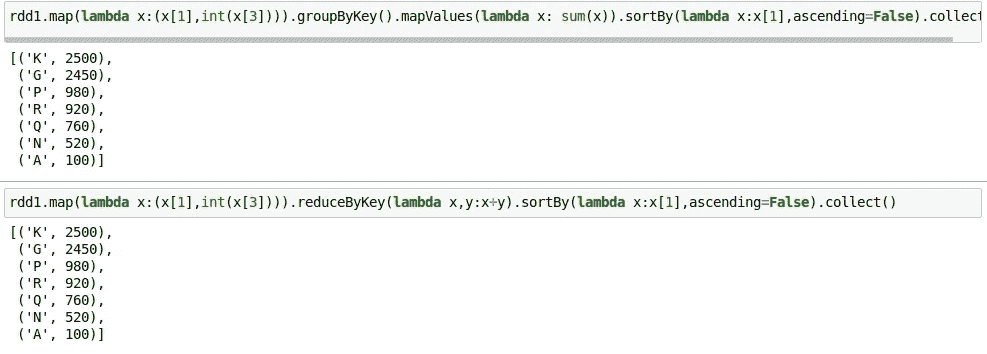 rdd1.map(lambda x:(x[1],int(x[3]))).groupByKey().mapValues(lambda x: sum(x)).sortBy(lambda x:x[1],ascending=False).collect
[('K', 2500),
('G', 2450),
('P', 980),
('R', 920),
('Q', 760),
('N', 520),
('A', 100)]
rdd1.map(lambda x:(x[1],int(x[3]))).reduceByKey(lambda x,y:x+y).sortBy(lambda x:x[1],ascending=False).collect()
[('K', 2500),
('G', 2450),
('P', 980),
('R', 920),
('Q', 760),
('N', 520),
('A', 100)]